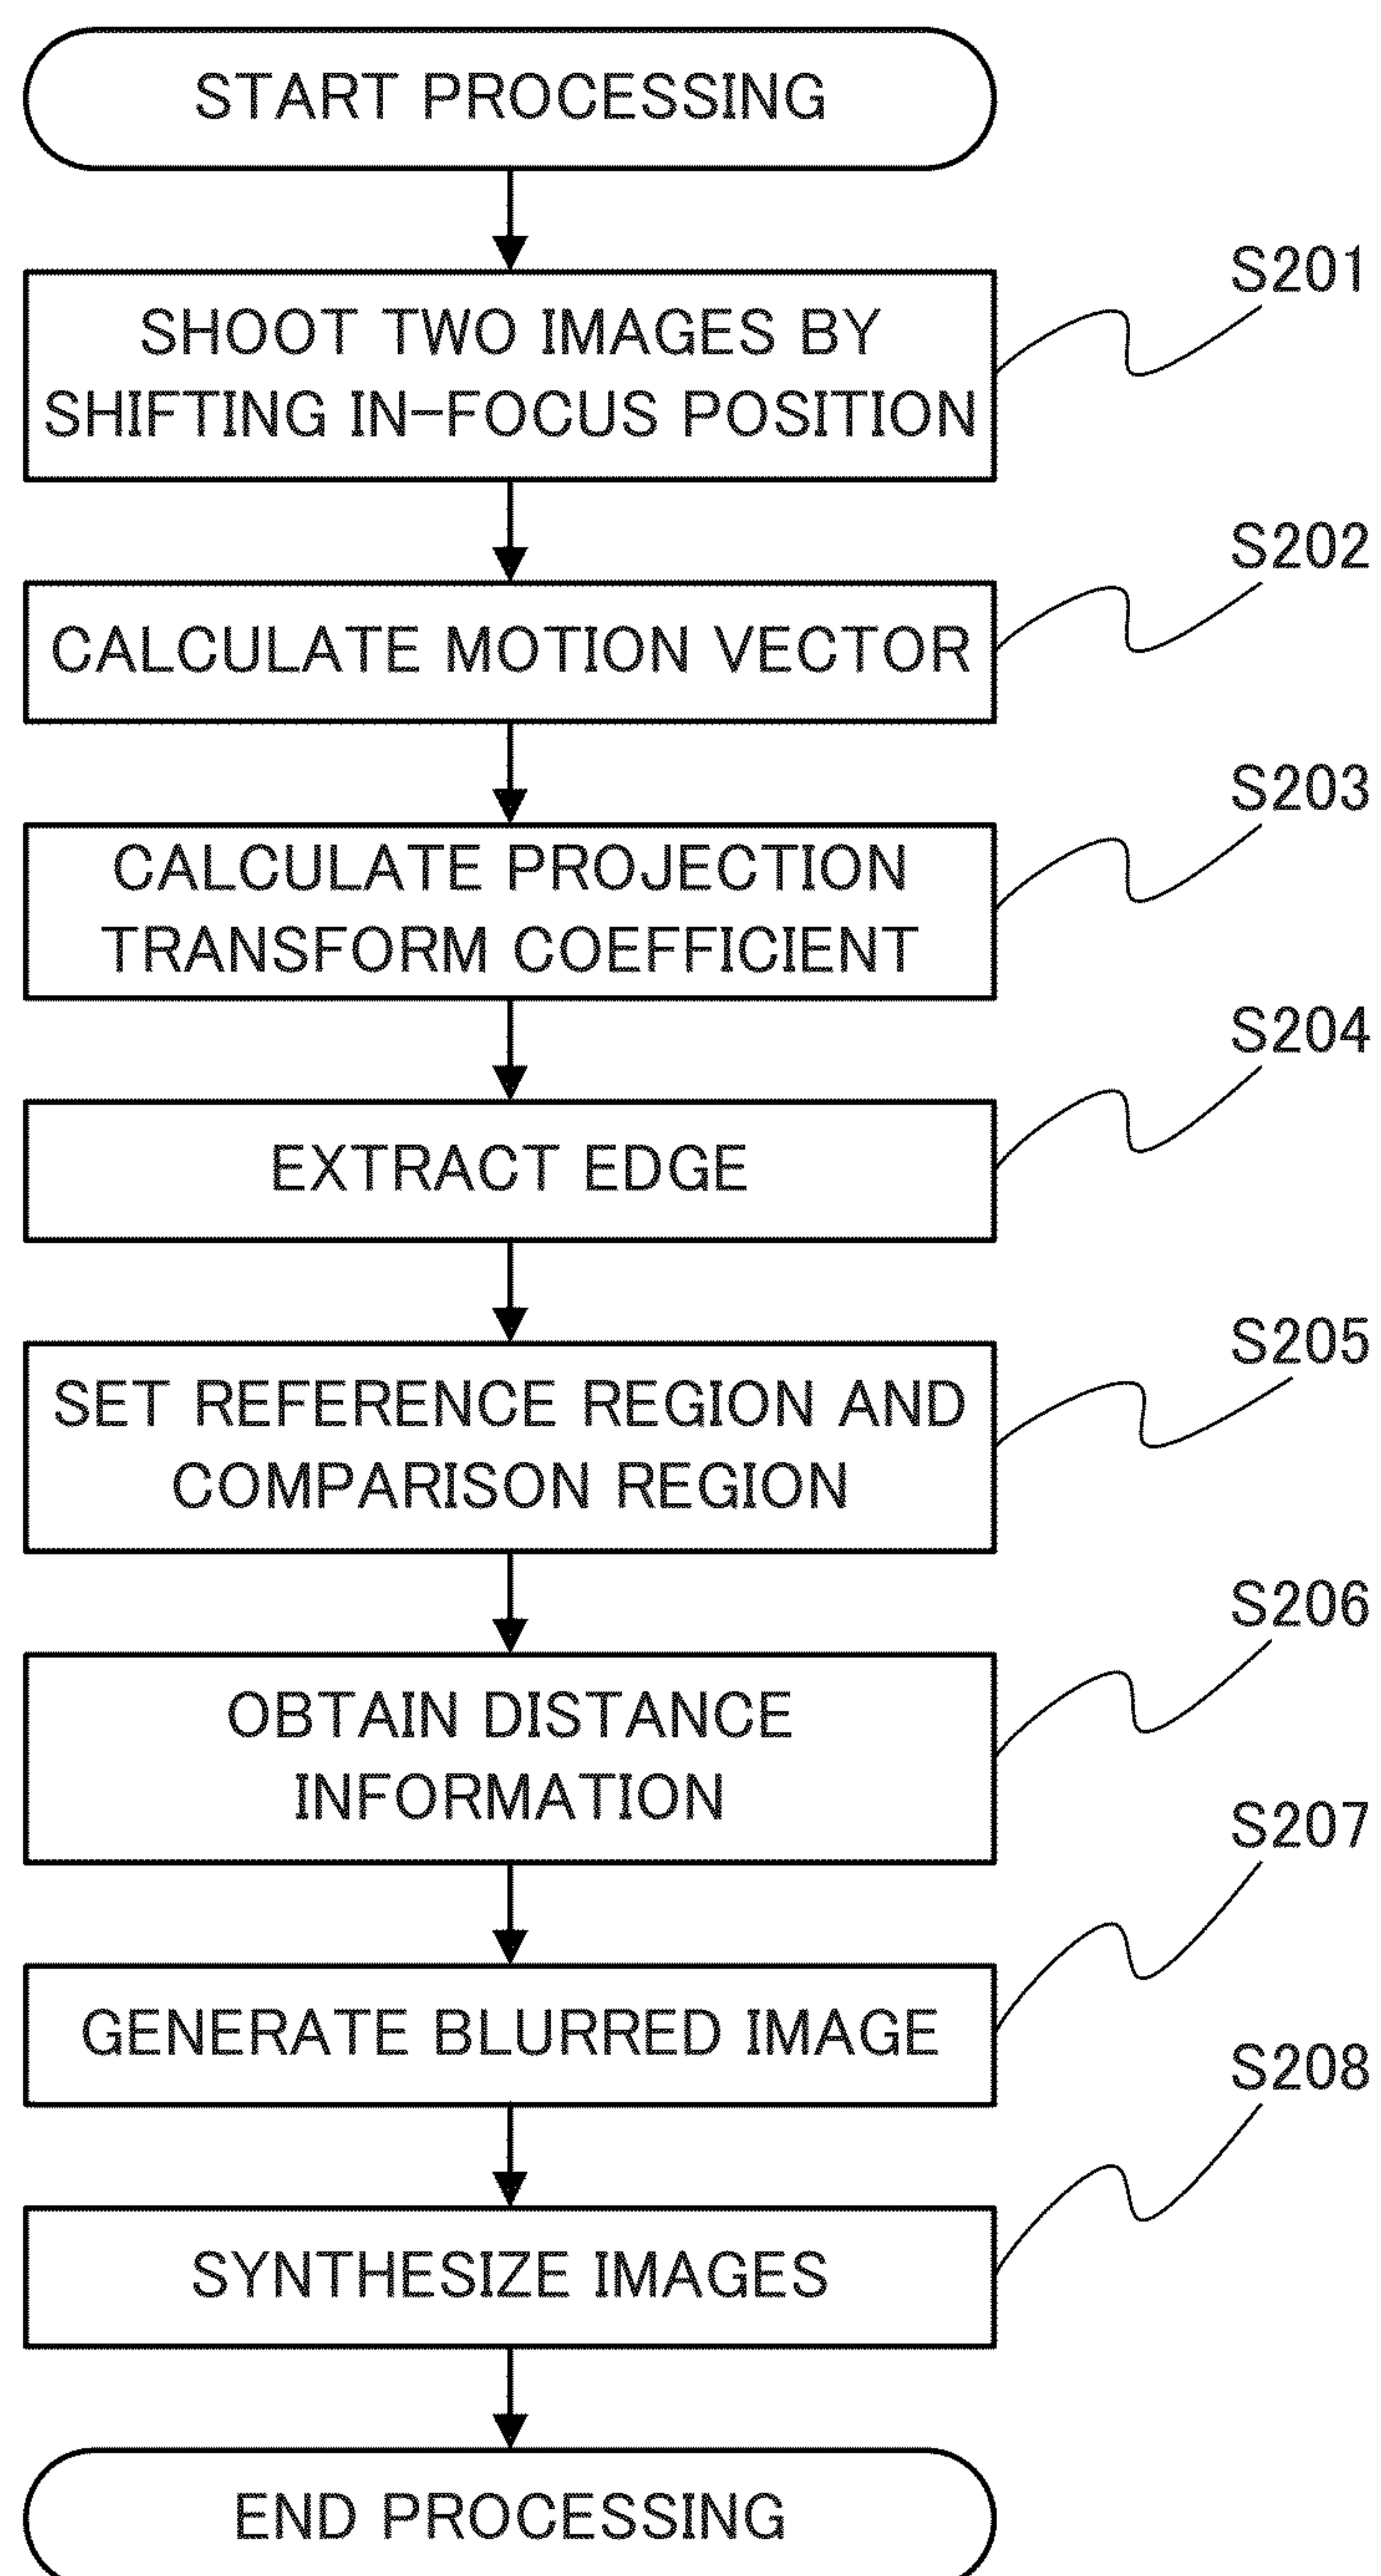 START PROCESSING
S201
SHOOT TWO IMAGES BY
SHIFTING IN-FOCUS POSITION
S202
CALCULATE MOTION VECTOR
S203
CALCULATE PROJECTION
TRANSFORM COEFFICIENT
S204
EXTRACT EDGE
S205
SET REFERENCE REGION AND
COMPARISON REGION
S206
OBTAIN DISTANCE
INFORMATION
S207
GENERATE BLURRED IMAGE
S208
SYNTHESIZE IMAGES
END PROCESSING